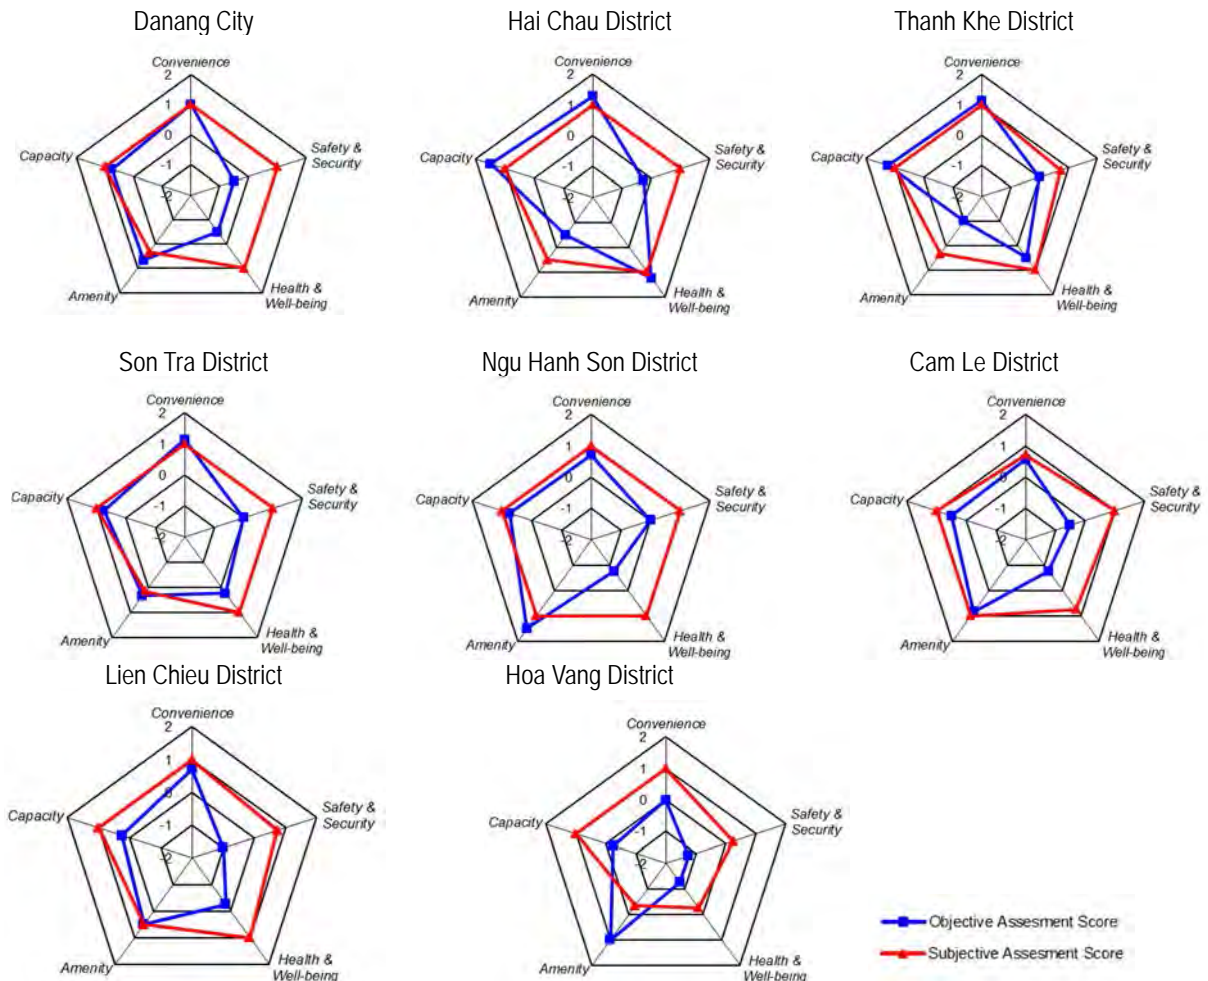 Danang City
Convenience
2
1
0
-1
-2
Capacity
Safety &
Security
Amenity
Health &
Well-being
Hai Chau District
Convenience
2
1
0
-1
-2
Capacity
Safety &
Security
Amenity
Health &
Well-being
Thanh Khe District
Convenience
2
1
0
-1
-2
Capacity
Safety &
Security
Amenity
Health &
Well-being
Son Tra District
Convenience
2
1
0
-1
-2
Capacity
Safety &
Security
Amenity
Health &
Well-being
Ngu Hanh Son District
Convenience
2
1
0
-1
-2
Capacity
Safety &
Security
Amenity
Health &
Well-being
Cam Le District
Convenience
2
1
0
-1
-2
Capacity
Safety &
Security
Amenity
Health &
Well-being
Lien Chieu District
Convenience
2
1
0
-1
-2
Capacity
Safety &
Security
Amenity
Health &
Well-being
Hoa Vang District
Convenience
2
1
0
-1
-2
Capacity
Safety &
Security
Amenity
Health &
Well-being
Objective Assesment Score
Subjective Assesment Score